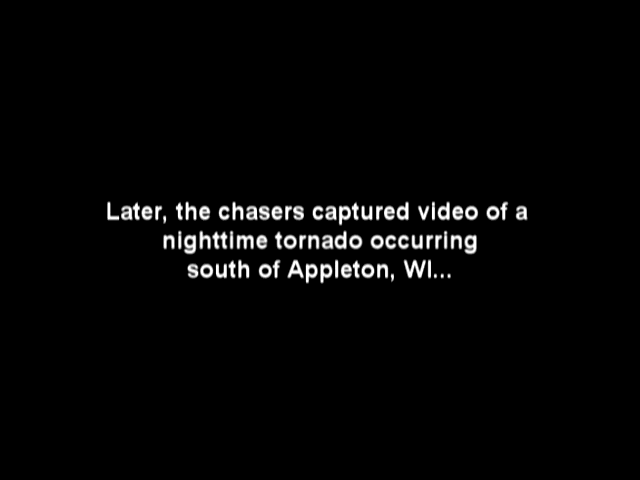 Later, the chasers captured video of a
nighttime tornado occurring
south of Appleton, WI...